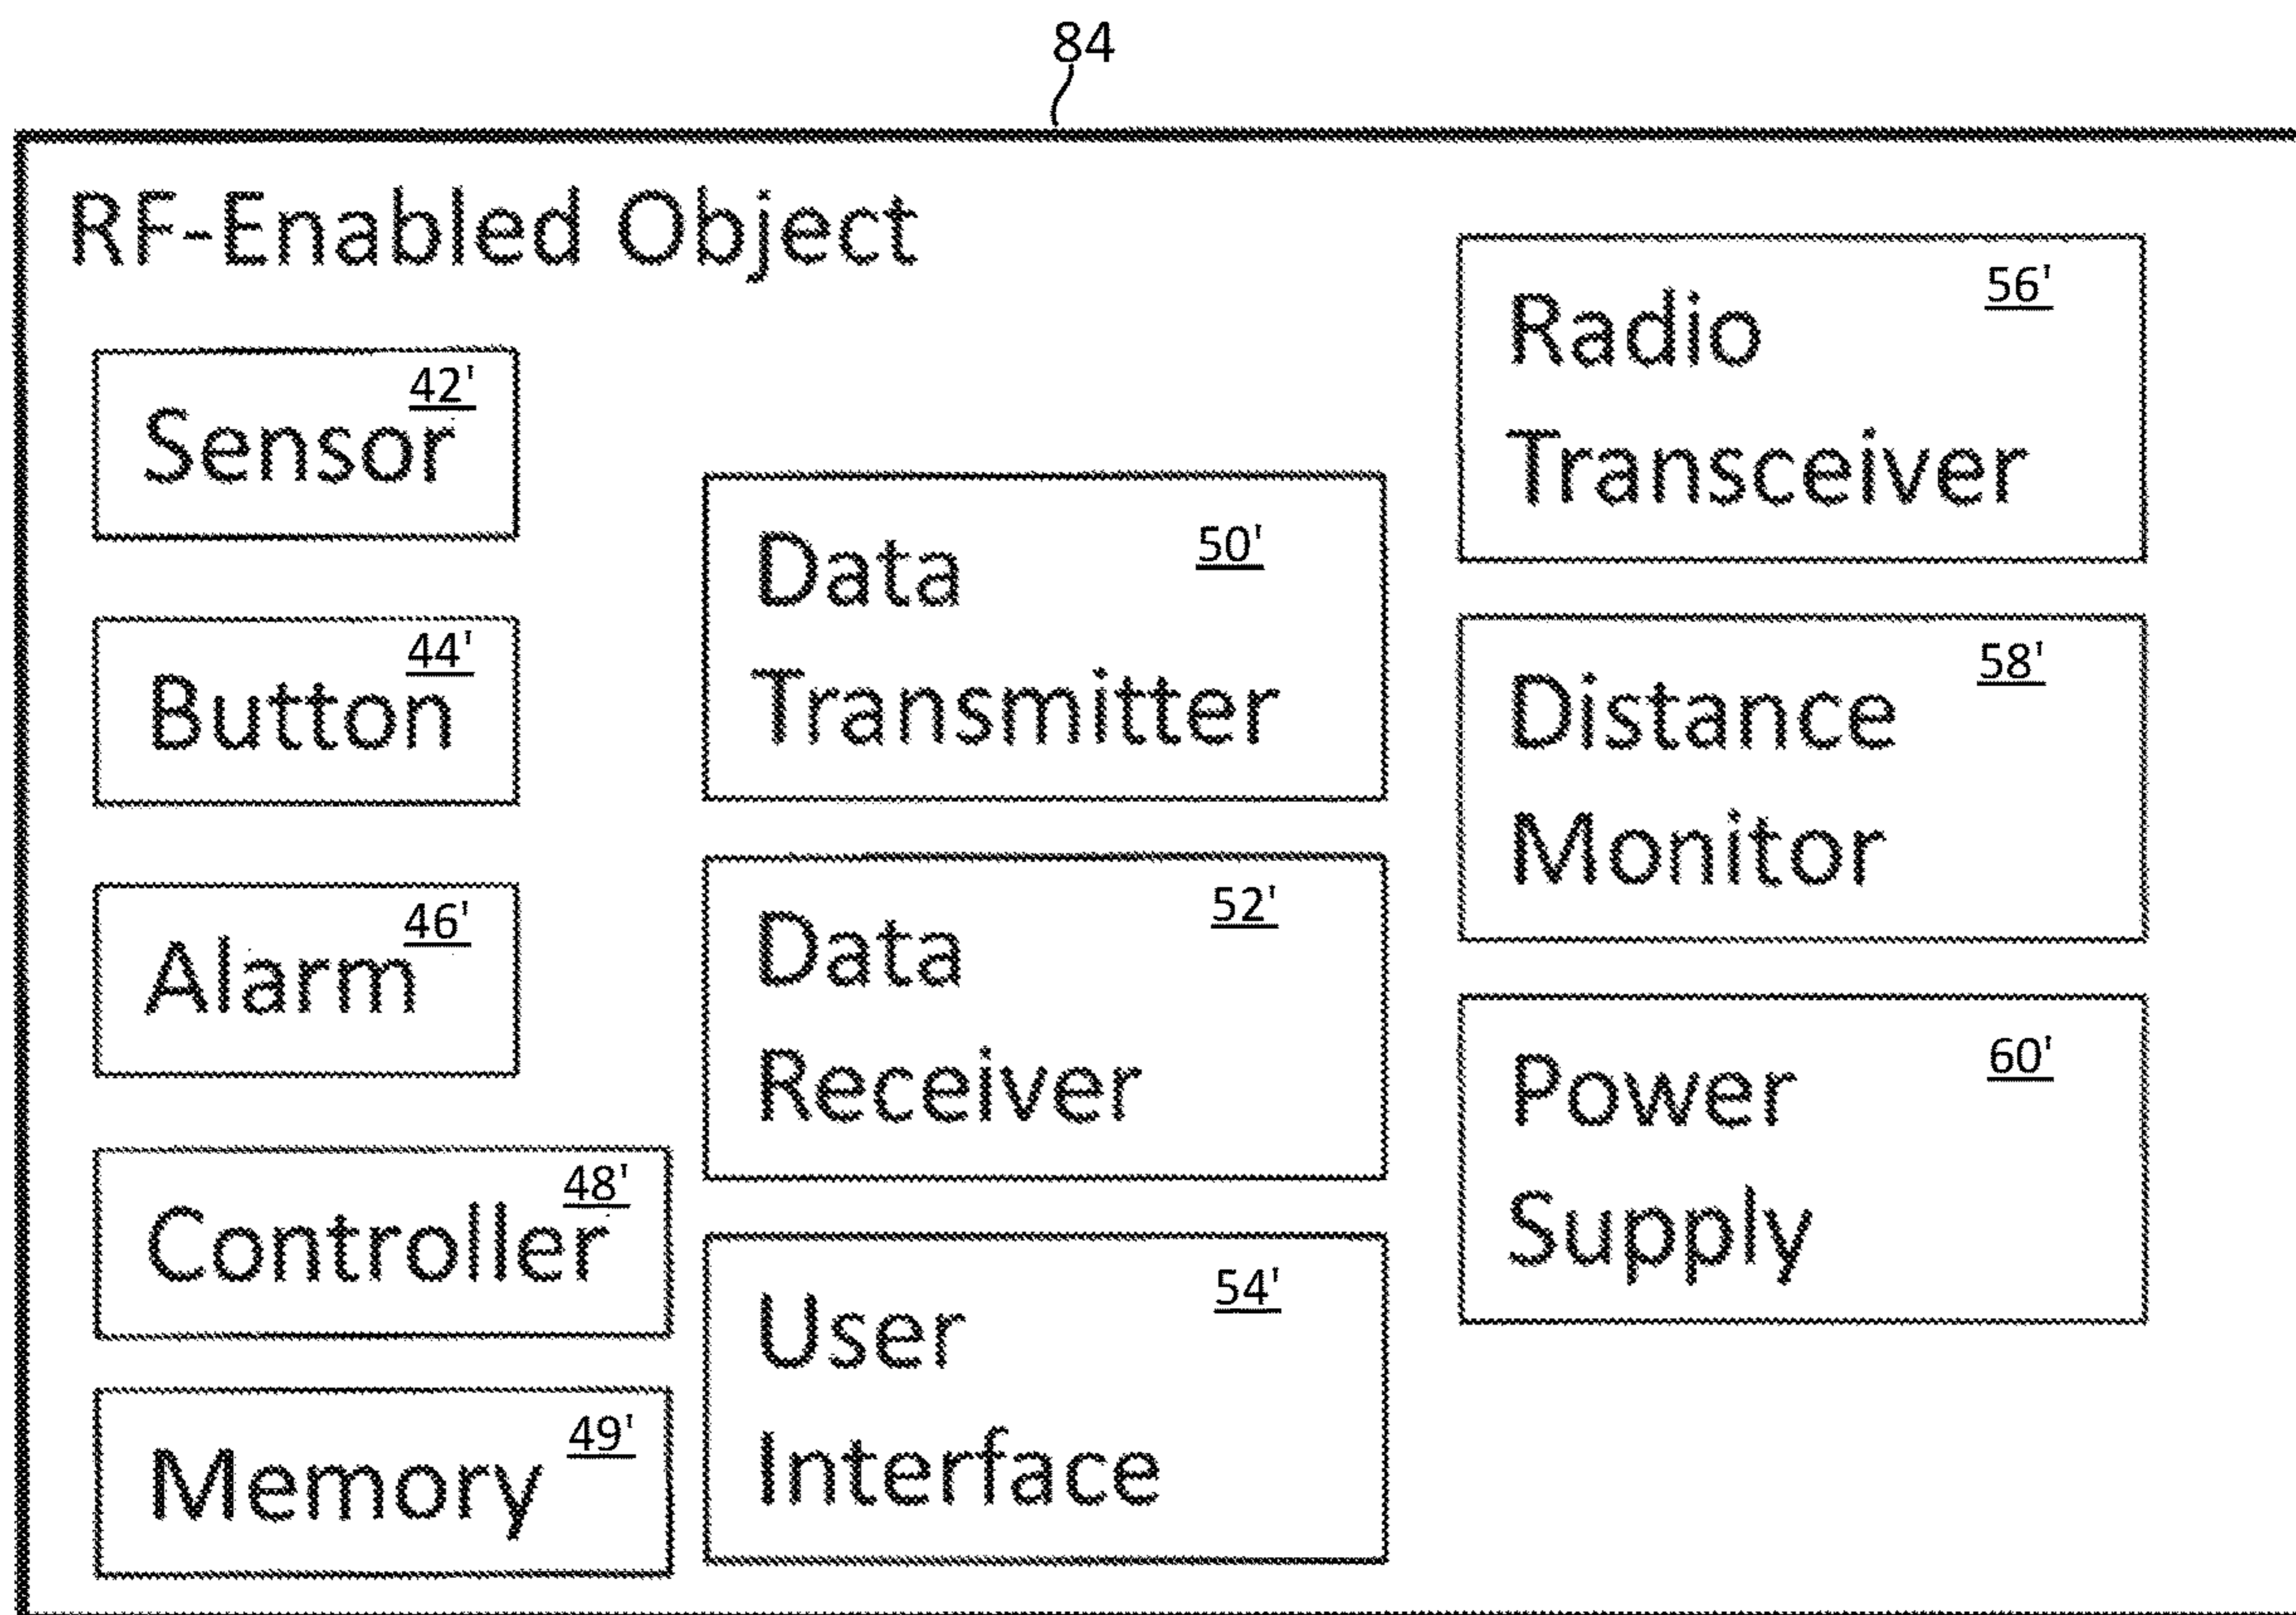 84
RF-Enabled Object
42'
Sensor
44'
Button
46'
Alarm
48'
Controller
49'
Memory
50'
Data
Transmitter
52'
Data
Receiver
54'
User
Interface
56'
Radio
Transceiver
58'
Distance
Monitor
60'
Power
Supply